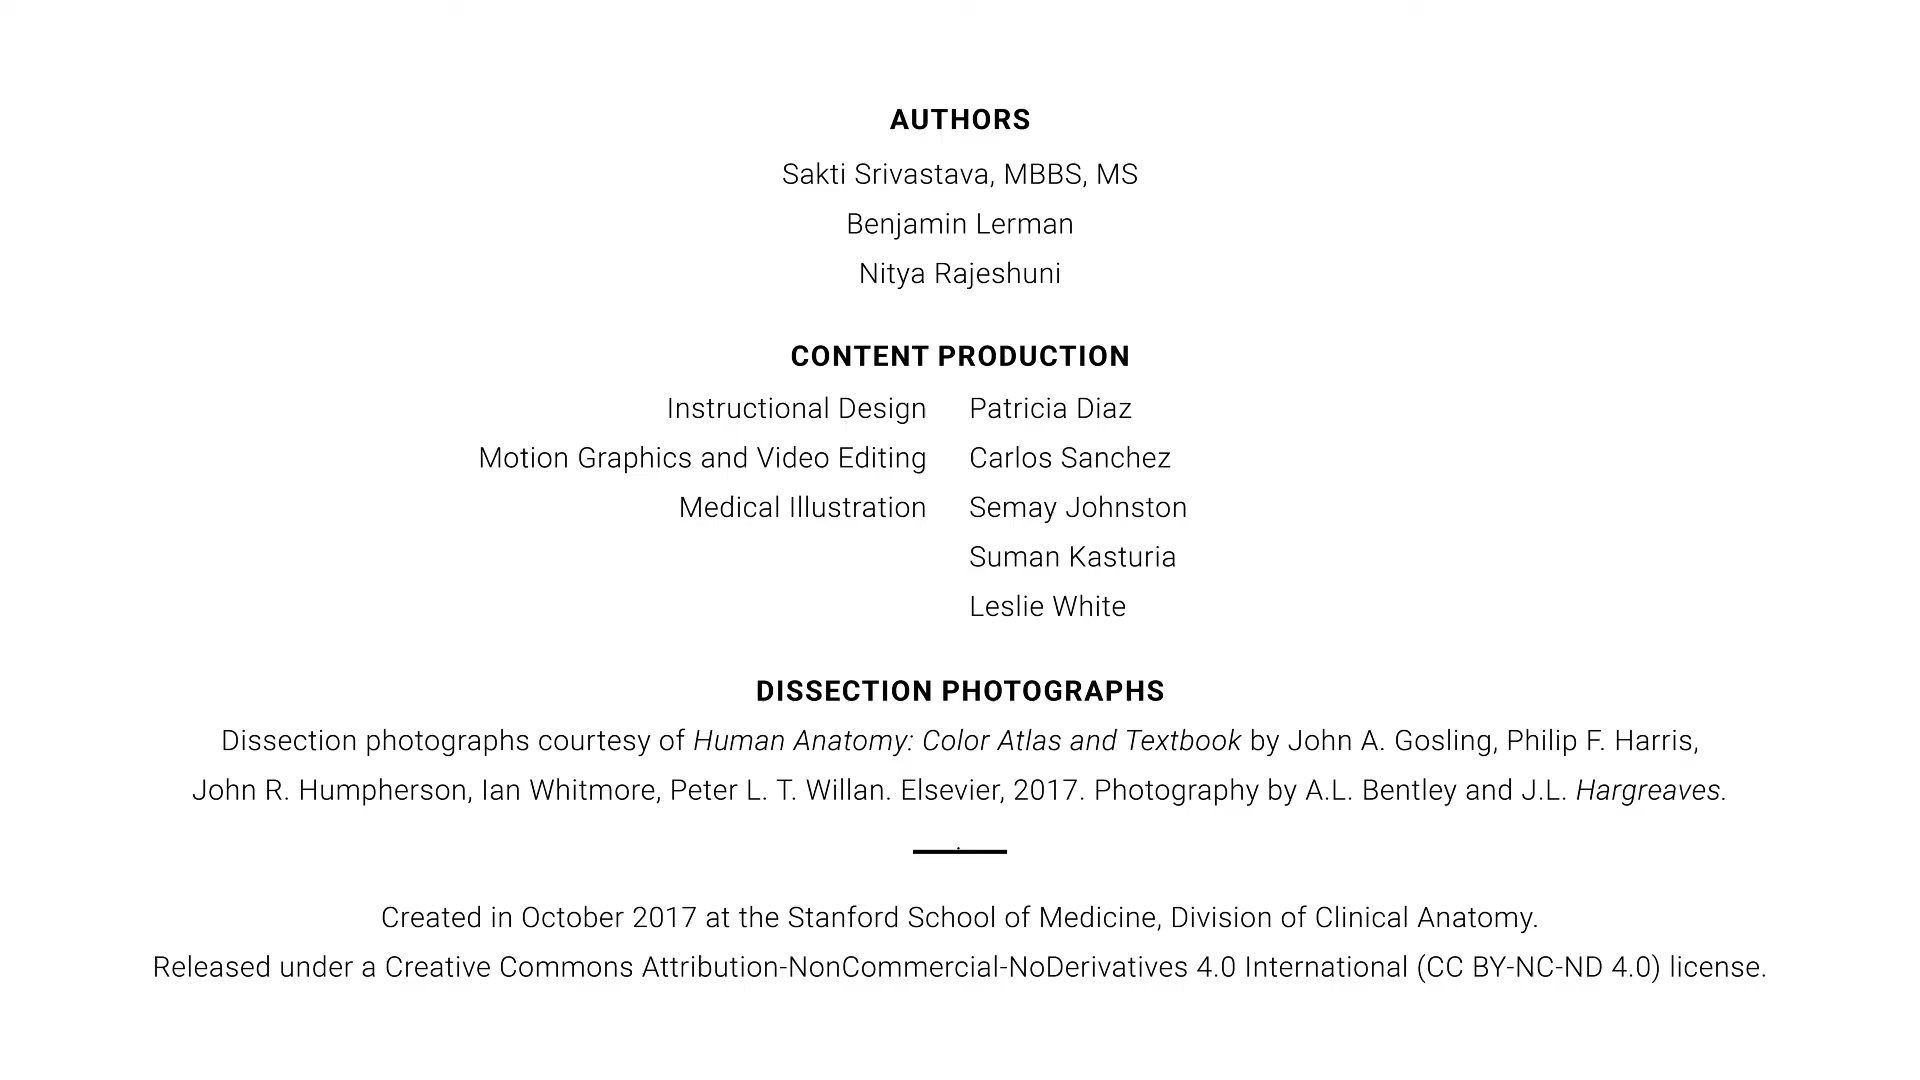 AUTHORS
Sakti Srivastava, MBBS, MS
Benjamin Lerman
Nitya Rajeshuni
CONTENT PRODUCTION
Instructional Design Patricia Diaz
Motion Graphics and Video Editing Carlos Sanchez
Medical Illustration Semay Johnston
Suman Kasturia
Leslie White
DISSECTION PHOTOGRAPHS
Dissection photographs courtesy of Human Anatomy: Color Atlas and Textbook by John A. Gosling, Philip F. Harris,
John R. Humpherson, Ian Whitmore, Peter L. T. Willan. Elsevier, 2017. Photography by A.L. Bentley and J.L. Hargreaves.
Created in October 2017 at the Stanford School of Medicine, Division of Clinical Anatomy.
Released under a Creative Commons Attribution-NonCommercial-NoDerivatives 4.0 International (CC BY-NC-ND 4.0) license.